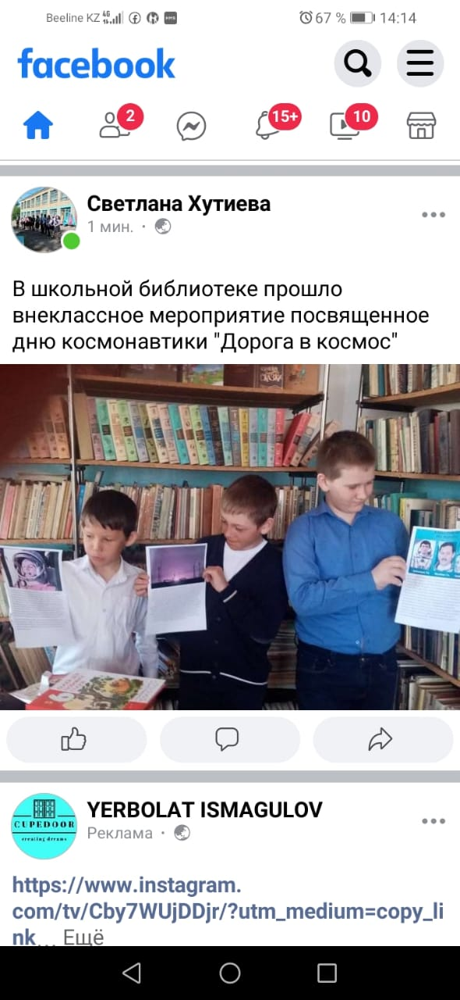 Beeline KZ 4G 67 % 14:14
facebook
2 15+ 10
Светлана Хутиева
1 мин. ·
В школьной библиотеке прошло
внеклассное мероприятие посвященное
дню космонавтики "Дорога в космос"
YERBOLAT ISMAGULOV
CUPEDOOR
creating dreams
Реклама ·
https://www.instagram.
com/tv/Cby7WUjDDjr/?utm_medium=copy_li
nk... Ещё